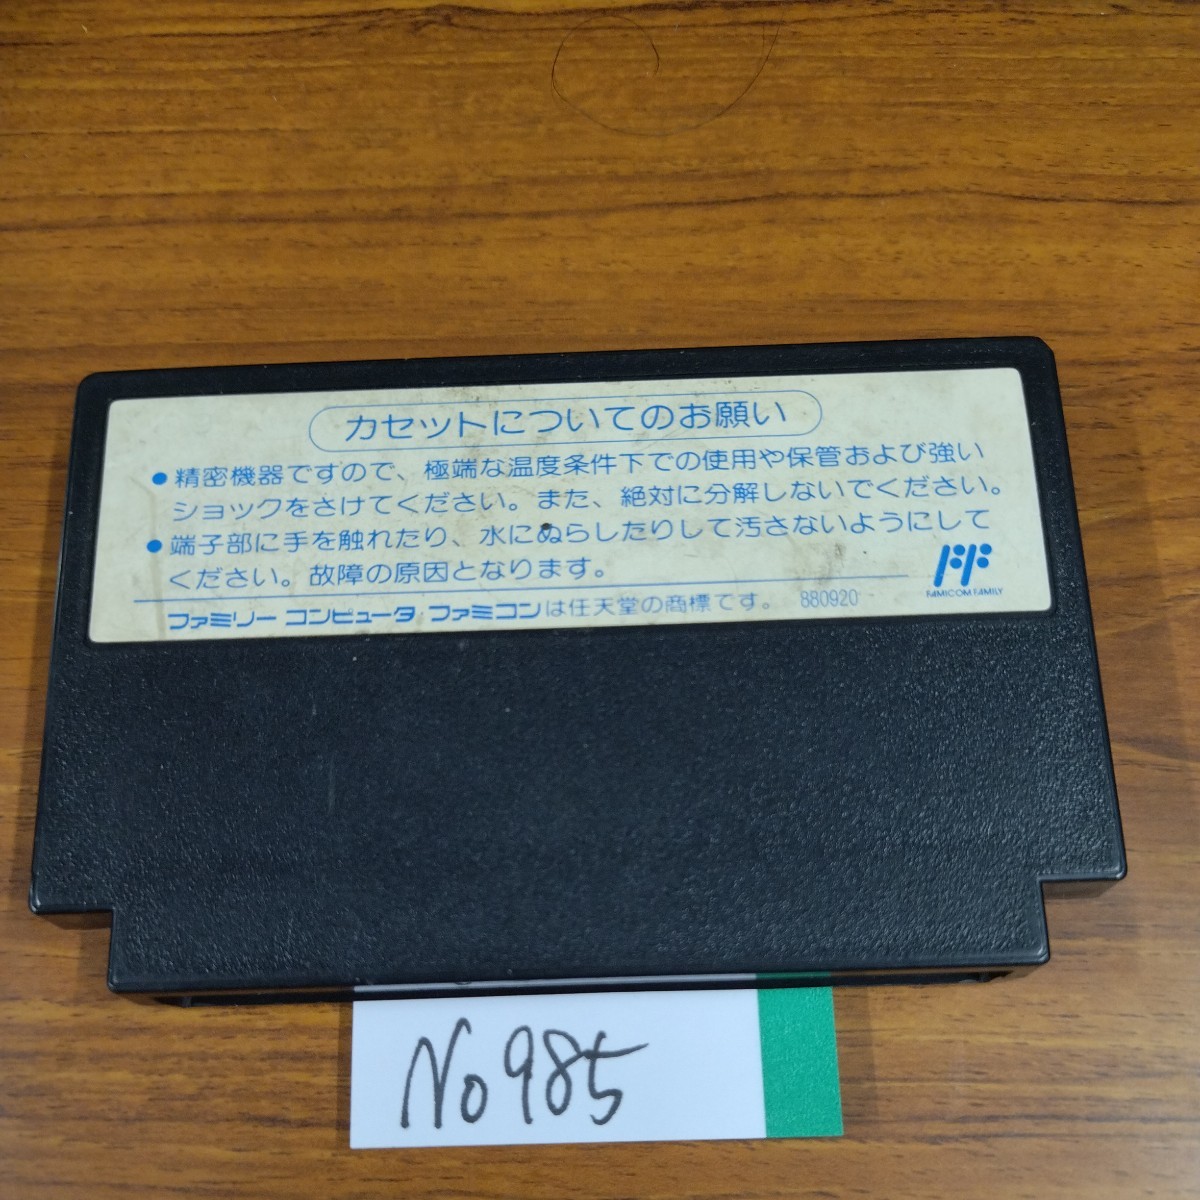 カセットについてのお願い
●精密機器ですので、極端な温度条件下での使用や保管および強い
ショックをさけてください。また、絶対に分解しないでください。
●端子部に手を触れたり、水にぬらしたりして汚さないようにして
ください。故障の原因となります。
FF
FAMICOM FAMILY
ファミリー コンピュータ ファミコンは任天堂の商標です。 880920
No985